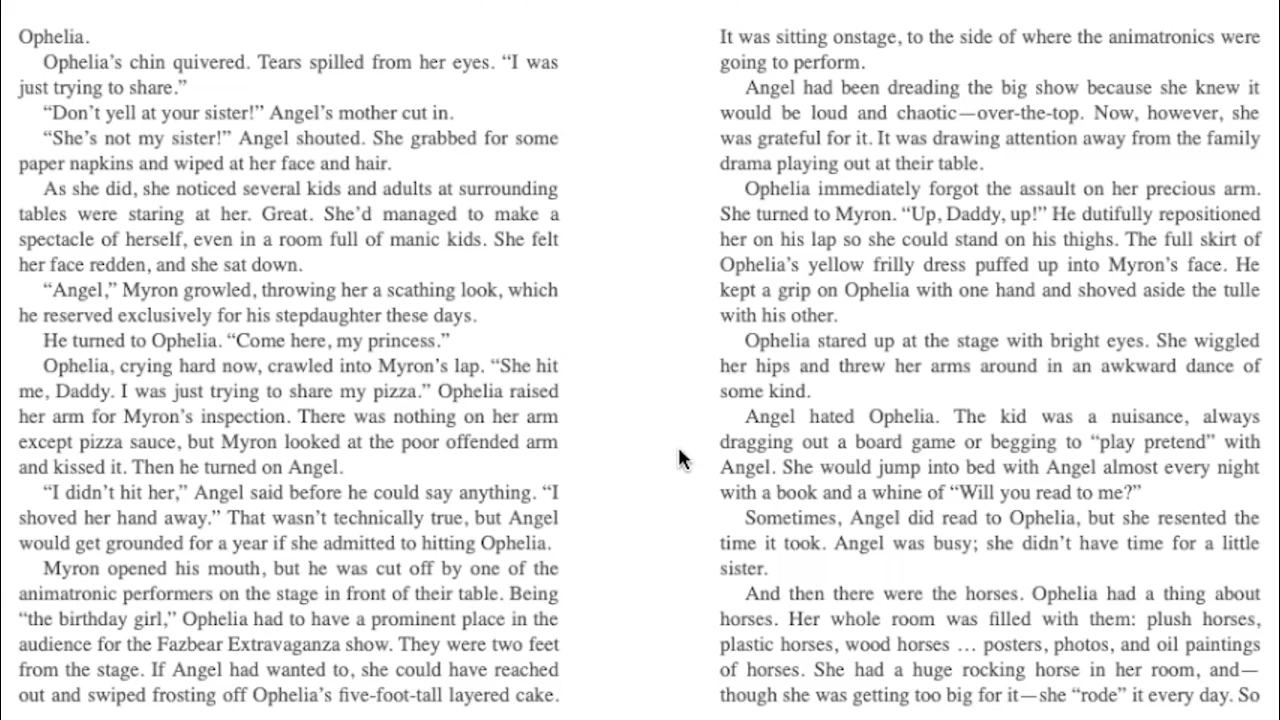 Ophelia.
Ophelia’s chin quivered. Tears spilled from her eyes. “I was
just trying to share.”
“Don’t yell at your sister!” Angel’s mother cut in.
“She’s not my sister!” Angel shouted. She grabbed for some
paper napkins and wiped at her face and hair.
As she did, she noticed several kids and adults at surrounding
tables were staring at her. Great. She’d managed to make a
spectacle of herself, even in a room full of manic kids. She felt
her face redden, and she sat down.
“Angel,” Myron growled, throwing her a scathing look, which
he reserved exclusively for his stepdaughter these days.
He turned to Ophelia. “Come here, my princess.”
Ophelia, crying hard now, crawled into Myron’s lap. “She hit
me, Daddy. I was just trying to share my pizza.” Ophelia raised
her arm for Myron’s inspection. There was nothing on her arm
except pizza sauce, but Myron looked at the poor offended arm
and kissed it. Then he turned on Angel.
“I didn’t hit her,” Angel said before he could say anything. “I
shoved her hand away.” That wasn’t technically true, but Angel
would get grounded for a year if she admitted to hitting Ophelia.
Myron opened his mouth, but he was cut off by one of the
animatronic performers on the stage in front of their table. Being
“the birthday girl,” Ophelia had to have a prominent place in the
audience for the Fazbear Extravaganza show. They were two feet
from the stage. If Angel had wanted to, she could have reached
out and swiped frosting off Ophelia’s five-foot-tall layered cake.
It was sitting onstage, to the side of where the animatronics were
going to perform.
Angel had been dreading the big show because she knew it
would be loud and chaotic—over-the-top. Now, however, she
was grateful for it. It was drawing attention away from the family
drama playing out at their table.
Ophelia immediately forgot the assault on her precious arm.
She turned to Myron. “Up, Daddy, up!” He dutifully repositioned
her on his lap so she could stand on his thighs. The full skirt of
Ophelia’s yellow frilly dress puffed up into Myron’s face. He
kept a grip on Ophelia with one hand and shoved aside the tulle
with his other.
Ophelia stared up at the stage with bright eyes. She wiggled
her hips and threw her arms around in an awkward dance of
some kind.
Angel hated Ophelia. The kid was a nuisance, always
dragging out a board game or begging to “play pretend” with
Angel. She would jump into bed with Angel almost every night
with a book and a whine of “Will you read to me?”
Sometimes, Angel did read to Ophelia, but she resented the
time it took. Angel was busy; she didn’t have time for a little
sister.
And then there were the horses. Ophelia had a thing about
horses. Her whole room was filled with them: plush horses,
plastic horses, wood horses … posters, photos, and oil paintings
of horses. She had a huge rocking horse in her room, and—
though she was getting too big for it—she “rode” it every day. So